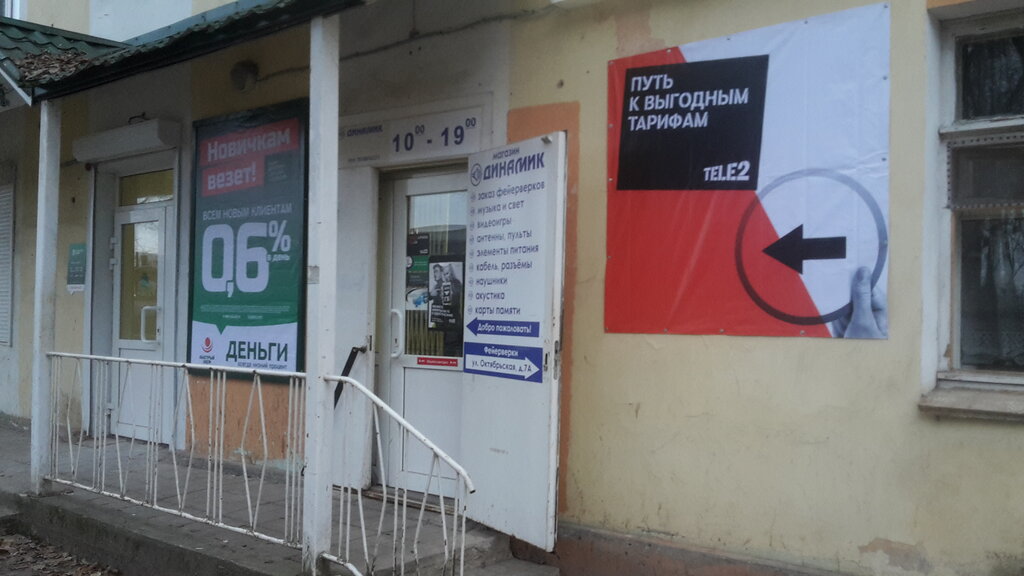 Новичкам
везет!
ВСЕМ НОВЫМ КЛИЕНТАМ
0,6%
в день
ДЕНЬГИ
ДИНАМИК
10⁰⁰ - 19⁰⁰
магазин
ДИНАМИК
заказ фейерверков
музыка и свет
видеоигры
антенны, пульты
элементы питания
кабель, разъёмы
наушники
акустика
карты памяти
Добро пожаловать!
Фейерверки
ул. Октябрьская, д.7А
ПУТЬ
К ВЫГОДНЫМ
ТАРИФАМ
TELE2